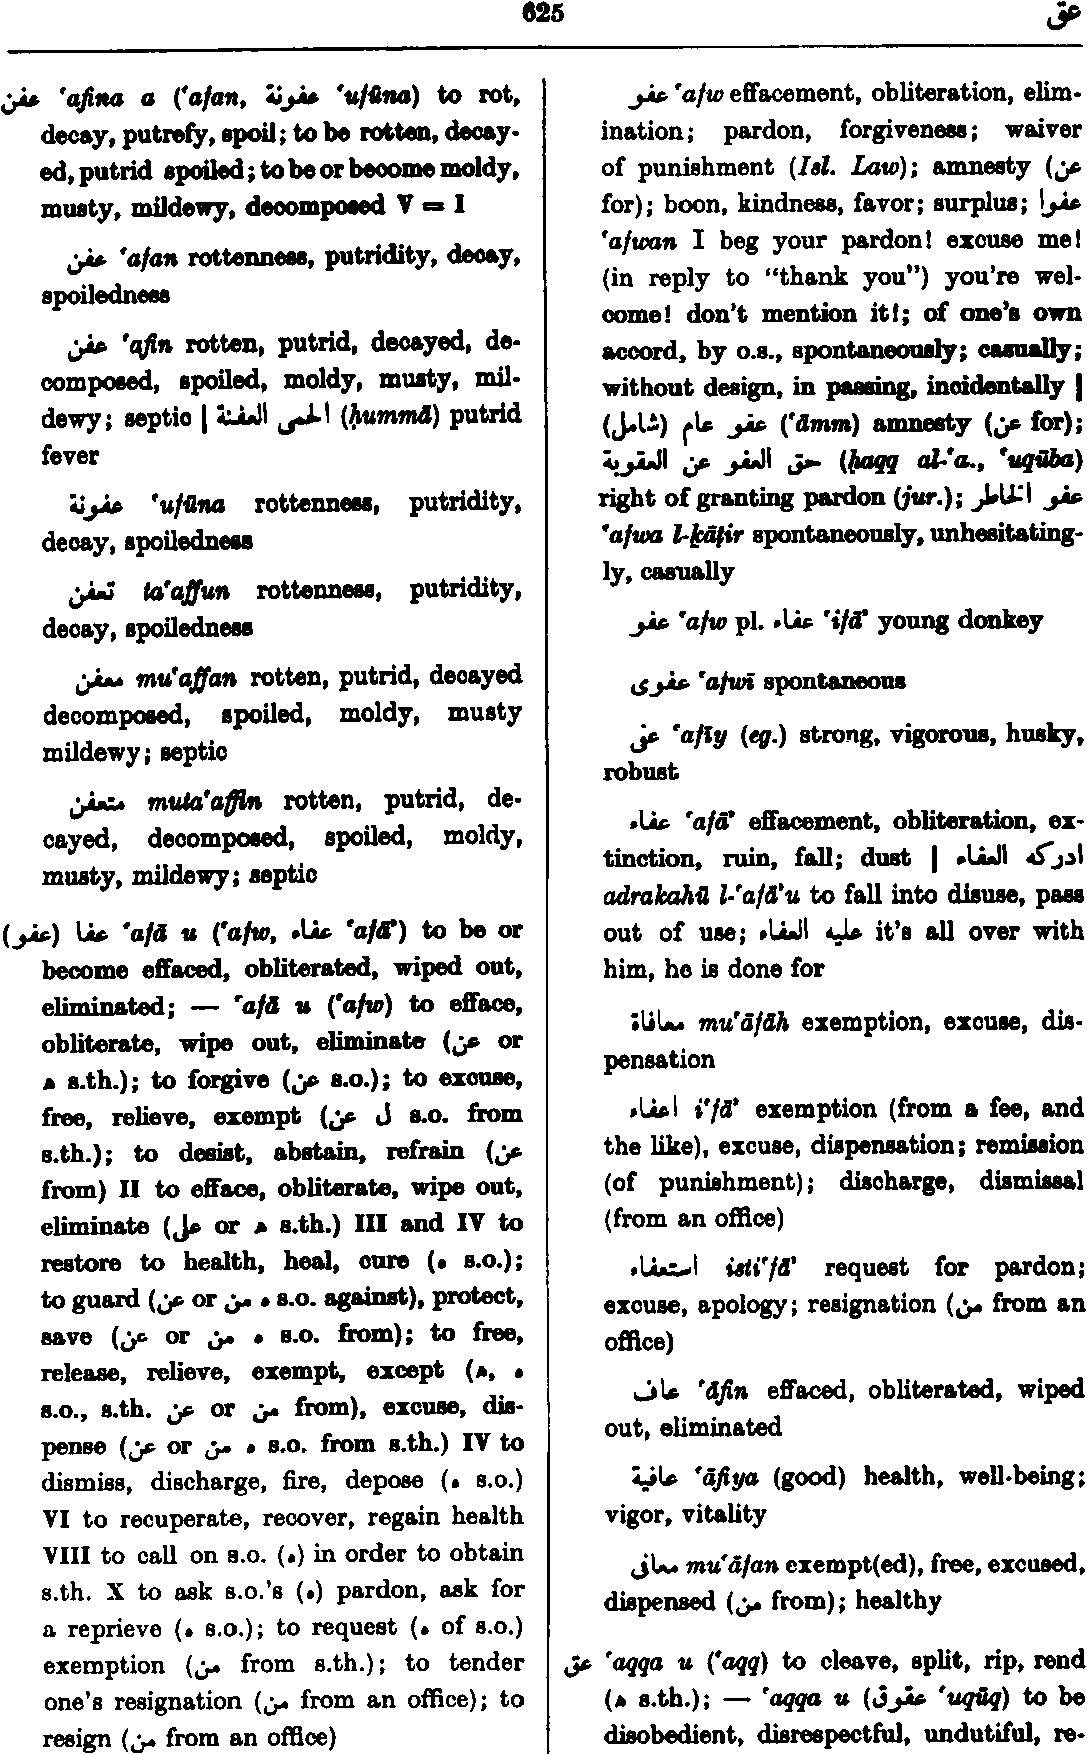 625
عق
عفن ‘afina a (‘afan, عفونة ‘ufūna) to rot,
decay, putrefy, spoil; to be rotten, decay-
ed, putrid spoiled; to be or become moldy,
musty, mildewy, decomposed V = I
عفن ‘afan rottenness, putridity, decay,
spoiledness
عفن ‘afin rotten, putrid, decayed, de-
composed, spoiled, moldy, musty, mil-
dewy; septic | الحمى العفنة (ḥummā) putrid
fever
عفونة ‘ufūna rottenness, putridity,
decay, spoiledness
تعفن ta‘affun rottenness, putridity,
decay, spoiledness
معفن mu‘affan rotten, putrid, decayed
decomposed, spoiled, moldy, musty
mildewy; septic
متعفن muta‘affin rotten, putrid, de-
cayed, decomposed, spoiled, moldy,
musty, mildewy; septic
(عفو) عفا ‘afā u (‘afw, عفاء ‘afā’) to be or
become effaced, obliterated, wiped out,
eliminated; — ‘afā u (‘afw) to efface,
obliterate, wipe out, eliminate (عن or
ه s.th.); to forgive (عن s.o.); to excuse,
free, relieve, exempt (عن ل s.o. from
s.th.); to desist, abstain, refrain (عن
from) II to efface, obliterate, wipe out,
eliminate (على or ه s.th.) III and IV to
restore to health, heal, cure (ه s.o.);
to guard (عن or من ه s.o. against), protect,
save (عن or من ه s.o. from); to free,
release, relieve, exempt, except (ه, ه
s.o., s.th. عن or من from), excuse, dis-
pense (عن or من ه s.o. from s.th.) IV to
dismiss, discharge, fire, depose (ه s.o.)
VI to recuperate, recover, regain health
VIII to call on s.o. (ه) in order to obtain
s.th. X to ask s.o.’s (ه) pardon, ask for
a reprieve (ه s.o.); to request (ه of s.o.)
exemption (من from s.th.); to tender
one’s resignation (من from an office); to
resign (من from an office)
عفو ‘afw effacement, obliteration, elim-
ination; pardon, forgiveness; waiver
of punishment (Isl. Law); amnesty (عن
for); boon, kindness, favor; surplus; عفوا
‘afwan I beg your pardon! excuse me!
(in reply to “thank you”) you’re wel-
come! don’t mention it!; of one’s own
accord, by o.s., spontaneously; casually;
without design, in passing, incidentally |
عفو عام (شامل) (‘āmm) amnesty (عن for);
حق العفو عن العقوبة (ḥaqq al-‘a., ‘uqūba)
right of granting pardon (jur.); عفو الخاطر
‘afwa l-ḵāṭir spontaneously, unhesitating-
ly, casually
عفو ‘afw pl. عفاء ‘ifā’ young donkey
عفوى ‘afwī spontaneous
عفى ‘afīy (eg.) strong, vigorous, husky,
robust
عفاء ‘afā’ effacement, obliteration, ex-
tinction, ruin, fall; dust | ادركه العفاء
adrakahū l-‘afā’u to fall into disuse, pass
out of use; عليه العفاء it’s all over with
him, he is done for
معافاة mu‘āfāh exemption, excuse, dis-
pensation
اعفاء i‘fā’ exemption (from a fee, and
the like), excuse, dispensation; remission
(of punishment); discharge, dismissal
(from an office)
استعفاء isti‘fā’ request for pardon;
excuse, apology; resignation (من from an
office)
عاف ‘āfin effaced, obliterated, wiped
out, eliminated
عافية ‘āfiya (good) health, well-being;
vigor, vitality
معافى mu‘āfan exempt(ed), free, excused,
dispensed (من from); healthy
عق ‘aqqa u (‘aqq) to cleave, split, rip, rend
(ه s.th.); — ‘aqqa u (عقوق ‘uqūq) to be
disobedient, disrespectful, undutiful, re-